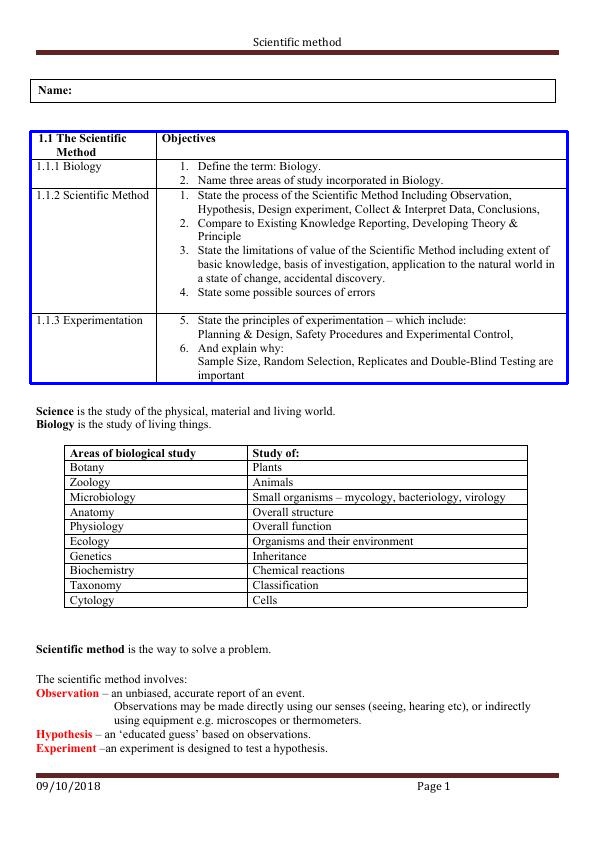 Scientific method
Name:
1.1 The Scientific Method Objectives
1.1.1 Biology
1. Define the term: Biology.
2. Name three areas of study incorporated in Biology.
1.1.2 Scientific Method
1. State the process of the Scientific Method Including Observation,
Hypothesis, Design experiment, Collect & Interpret Data, Conclusions,
2. Compare to Existing Knowledge Reporting, Developing Theory &
Principle
3. State the limitations of value of the Scientific Method including extent of
basic knowledge, basis of investigation, application to the natural world in
a state of change, accidental discovery.
4. State some possible sources of errors
1.1.3 Experimentation
5. State the principles of experimentation – which include:
Planning & Design, Safety Procedures and Experimental Control,
6. And explain why:
Sample Size, Random Selection, Replicates and Double-Blind Testing are
important
Science is the study of the physical, material and living world.
Biology is the study of living things.
Areas of biological study Study of:
Botany Plants
Zoology Animals
Microbiology Small organisms – mycology, bacteriology, virology
Anatomy Overall structure
Physiology Overall function
Ecology Organisms and their environment
Genetics Inheritance
Biochemistry Chemical reactions
Taxonomy Classification
Cytology Cells
Scientific method is the way to solve a problem.
The scientific method involves:
Observation – an unbiased, accurate report of an event.
Observations may be made directly using our senses (seeing, hearing etc), or indirectly
using equipment e.g. microscopes or thermometers.
Hypothesis – an ‘educated guess’ based on observations.
Experiment –an experiment is designed to test a hypothesis.
09/10/2018 Page 1